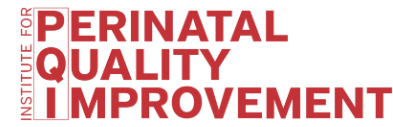 INSTITUTE FOR
PERINATAL
QUALITY
IMPROVEMENT